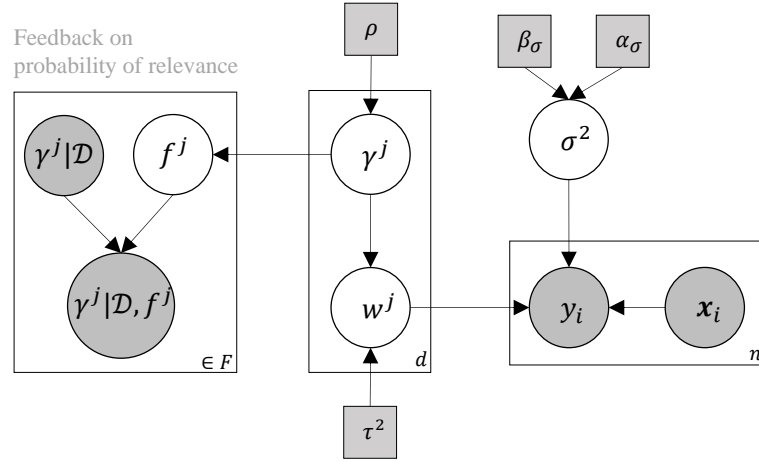 Feedback on
probability of relevance
ρ
β_σ
α_σ
γ^j|𝒟
f^j
γ^j
σ^2
γ^j|𝒟, f^j
w^j
y_i
𝒙_i
∈ F
d
n
τ^2